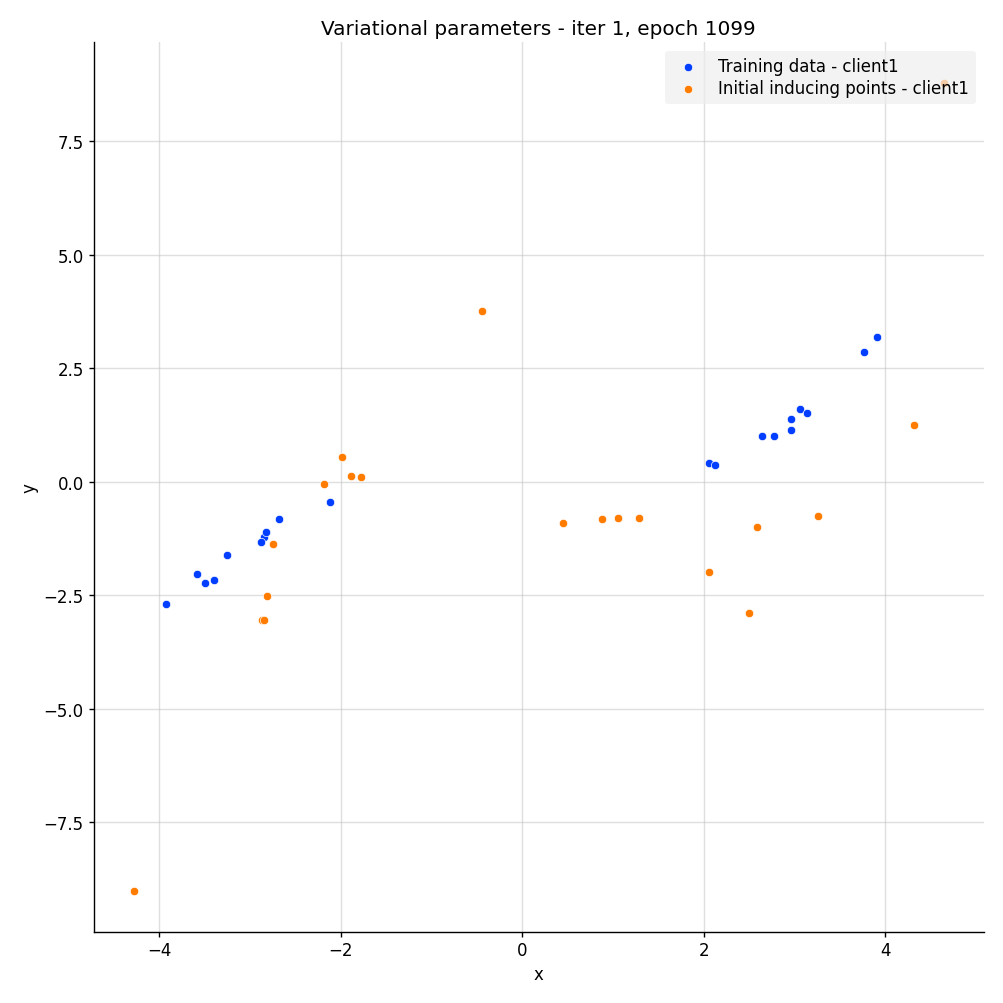 Variational parameters - iter 1, epoch 1099
Training data - client1
Initial inducing points - client1
7.5
5.0
2.5
0.0
−2.5
−5.0
−7.5
y
−4 −2 0 2 4
x